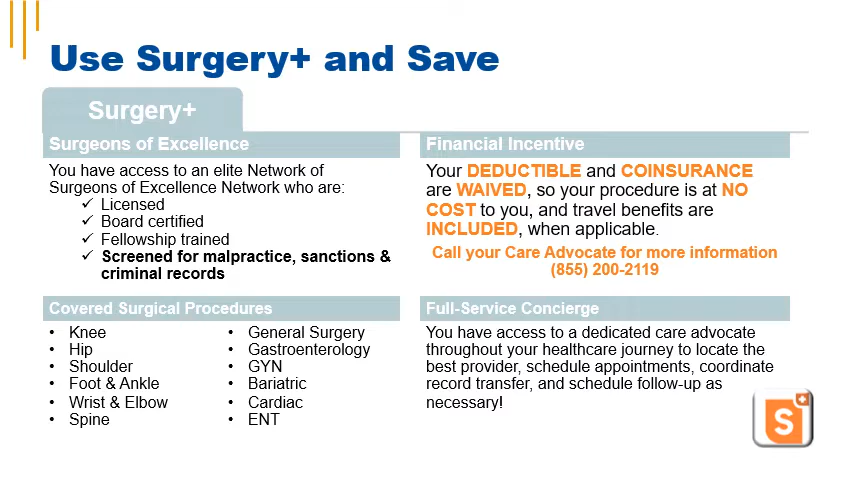 Use Surgery+ and Save
Surgery+
Surgeons of Excellence
You have access to an elite Network of
Surgeons of Excellence Network who are:
✓ Licensed
✓ Board certified
✓ Fellowship trained
✓ Screened for malpractice, sanctions &
criminal records
Financial Incentive
Your DEDUCTIBLE and COINSURANCE
are WAIVED, so your procedure is at NO
COST to you, and travel benefits are
INCLUDED, when applicable.
Call your Care Advocate for more information
(855) 200-2119
Covered Surgical Procedures
• Knee
• Hip
• Shoulder
• Foot & Ankle
• Wrist & Elbow
• Spine
• General Surgery
• Gastroenterology
• GYN
• Bariatric
• Cardiac
• ENT
Full-Service Concierge
You have access to a dedicated care advocate
throughout your healthcare journey to locate the
best provider, schedule appointments, coordinate
record transfer, and schedule follow-up as
necessary!
S+